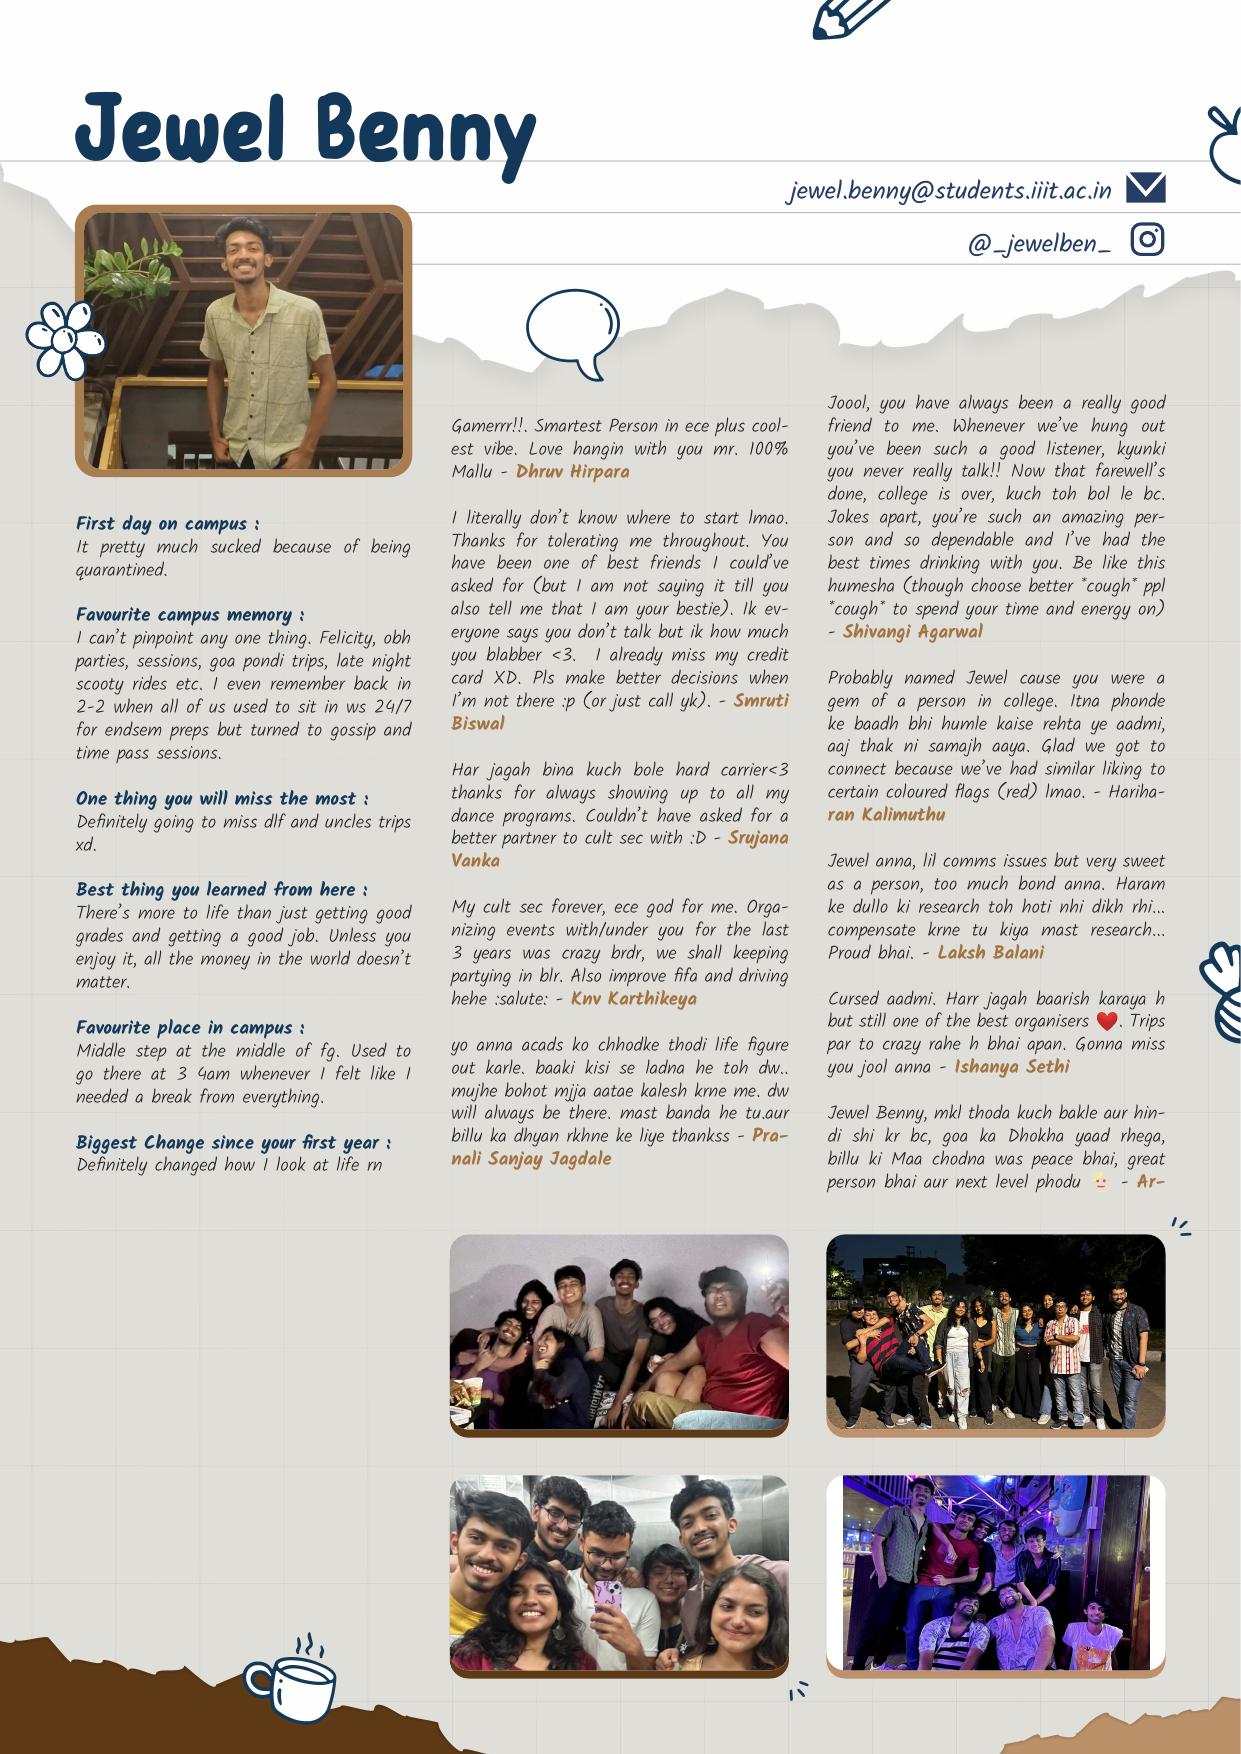 Jewel Benny
jewel.benny@students.iiit.ac.in
@_jewelben_
First day on campus :
It pretty much sucked because of being
quarantined.
Favourite campus memory :
I can't pinpoint any one thing. Felicity, obh
parties, sessions, goa pondi trips, late night
scooty rides etc. I even remember back in
2-2 when all of us used to sit in ws 24/7
for endsem preps but turned to gossip and
time pass sessions.
One thing you will miss the most :
Definitely going to miss dlf and uncles trips
xd.
Best thing you learned from here :
There's more to life than just getting good
grades and getting a good job. Unless you
enjoy it, all the money in the world doesn't
matter.
Favourite place in campus :
Middle step at the middle of fg. Used to
go there at 3 4am whenever I felt like I
needed a break from everything.
Biggest Change since your first year :
Definitely changed how I look at life rn
Gamerrr!!. Smartest Person in ece plus cool-
est vibe. Love hangin with you mr. 100%
Mallu - Dhruv Hirpara
I literally don't know where to start lmao.
Thanks for tolerating me throughout. You
have been one of best friends I could've
asked for (but I am not saying it till you
also tell me that I am your bestie). Ik ev-
eryone says you don't talk but ik how much
you blabber <3. I already miss my credit
card XD. Pls make better decisions when
I'm not there :p (or just call yk). - Smruti
Biswal
Har jagah bina kuch bole hard carrier<3
thanks for always showing up to all my
dance programs. Couldn't have asked for a
better partner to cult sec with :D - Srujana
Vanka
My cult sec forever, ece god for me. Orga-
nizing events with/under you for the last
3 years was crazy brdr, we shall keeping
partying in blr. Also improve fifa and driving
hehe :salute: - Knv Karthikeya
yo anna acads ko chhodke thodi life figure
out karle. baaki kisi se ladna he toh dw..
mujhe bohot mjja aatae kalesh krne me. dw
will always be there. mast banda he tu.aur
billu ka dhyan rkhne ke liye thankss - Pra-
nali Sanjay Jagdale
Joool, you have always been a really good
friend to me. Whenever we've hung out
you've been such a good listener, kyunki
you never really talk!! Now that farewell's
done, college is over, kuch toh bol le bc.
Jokes apart, you're such an amazing per-
son and so dependable and I've had the
best times drinking with you. Be like this
humesha (though choose better *cough* ppl
*cough* to spend your time and energy on)
- Shivangi Agarwal
Probably named Jewel cause you were a
gem of a person in college. Itna phonde
ke baadh bhi humle kaise rehta ye aadmi,
aaj thak ni samajh aaya. Glad we got to
connect because we've had similar liking to
certain coloured flags (red) lmao. - Hariha-
ran Kalimuthu
Jewel anna, lil comms issues but very sweet
as a person, too much bond anna. Haram
ke dullo ki research toh hoti nhi dikh rhi...
compensate krne tu kiya mast research...
Proud bhai. - Laksh Balani
Cursed aadmi. Harr jagah baarish karaya h
but still one of the best organisers ❤️. Trips
par to crazy rahe h bhai apan. Gonna miss
you jool anna - Ishanya Sethi
Jewel Benny, mkl thoda kuch bakle aur hin-
di shi kr bc, goa ka Dhokha yaad rhega,
billu ki Maa chodna was peace bhai, great
person bhai aur next level phodu - Ar-